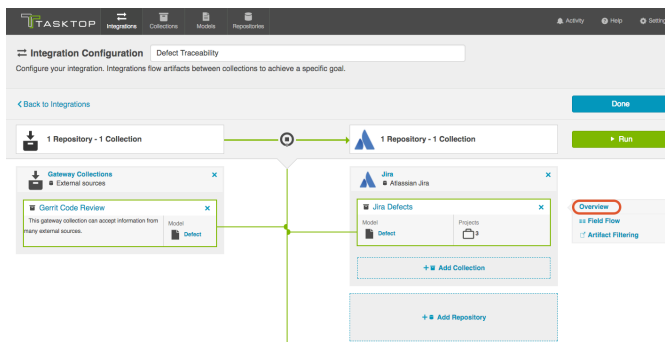 TASKTOP
Integrations
Collections
Models
Repositories
Activity
Help
Setting
Integration Configuration
Defect Traceability
Configure your integration. Integrations flow artifacts between collections to achieve a specific goal.
Back to Integrations
Done
1 Repository - 1 Collection
1 Repository - 1 Collection
Run
Gateway Collections
External sources
Jira
Atlassian Jira
Gerrit Code Review
This gateway collection can accept information from
many external sources.
Model
Defect
Jira Defects
Model
Defect
Projects
3
Overview
Field Flow
Artifact Filtering
+ Add Collection
+ Add Repository